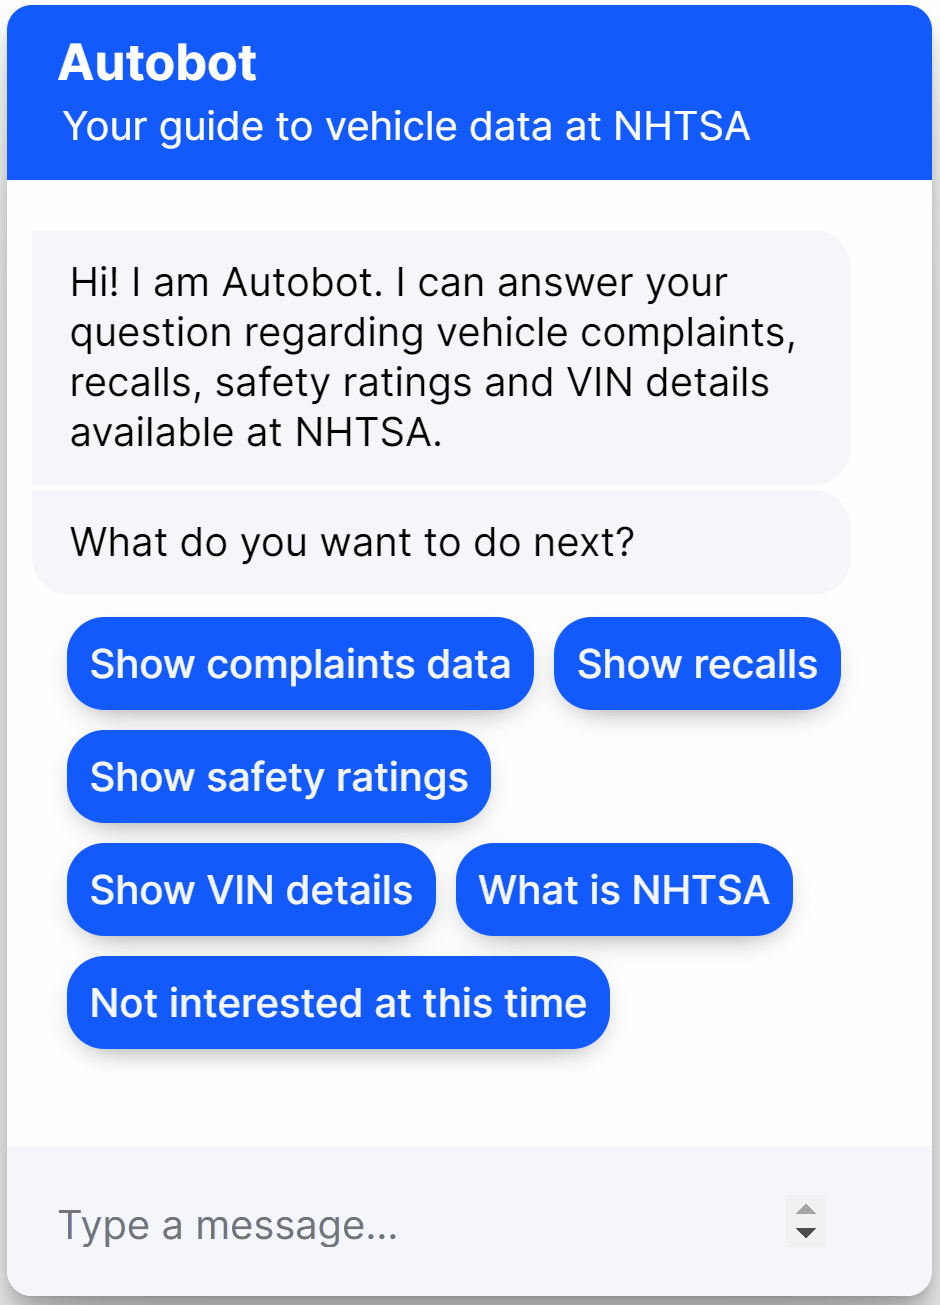 Autobot
Your guide to vehicle data at NHTSA
Hi! I am Autobot. I can answer your
question regarding vehicle complaints,
recalls, safety ratings and VIN details
available at NHTSA.
What do you want to do next?
Show complaints data
Show recalls
Show safety ratings
Show VIN details
What is NHTSA
Not interested at this time
Type a message...